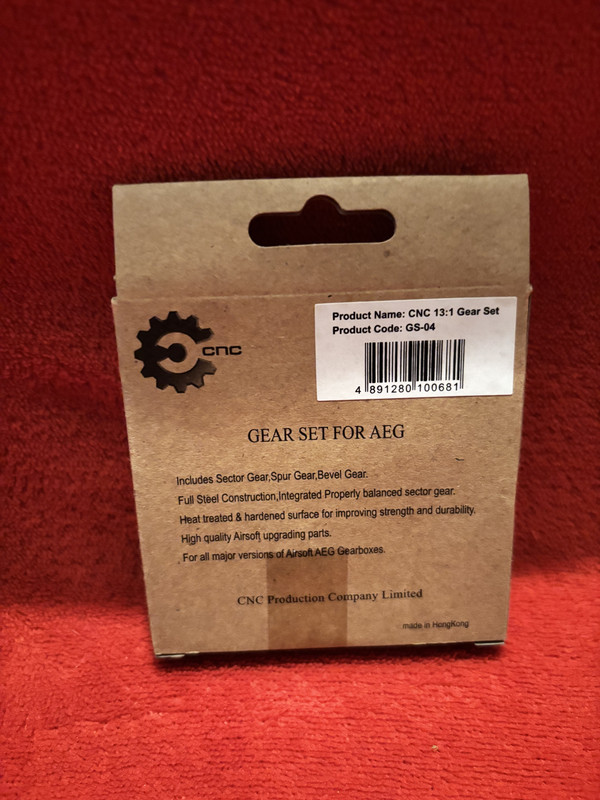 CNC
Product Name: CNC 13:1 Gear Set
Product Code: GS-04
4 891280 100681
GEAR SET FOR AEG
Includes Sector Gear,Spur Gear,Bevel Gear.
Full Steel Construction,Integrated Properly balanced sector gear.
Heat treated & hardened surface for improving strength and durability.
High quality Airsoft upgrading parts.
For all major versions of Airsoft AEG Gearboxes.
CNC Production Company Limited
made in HongKong